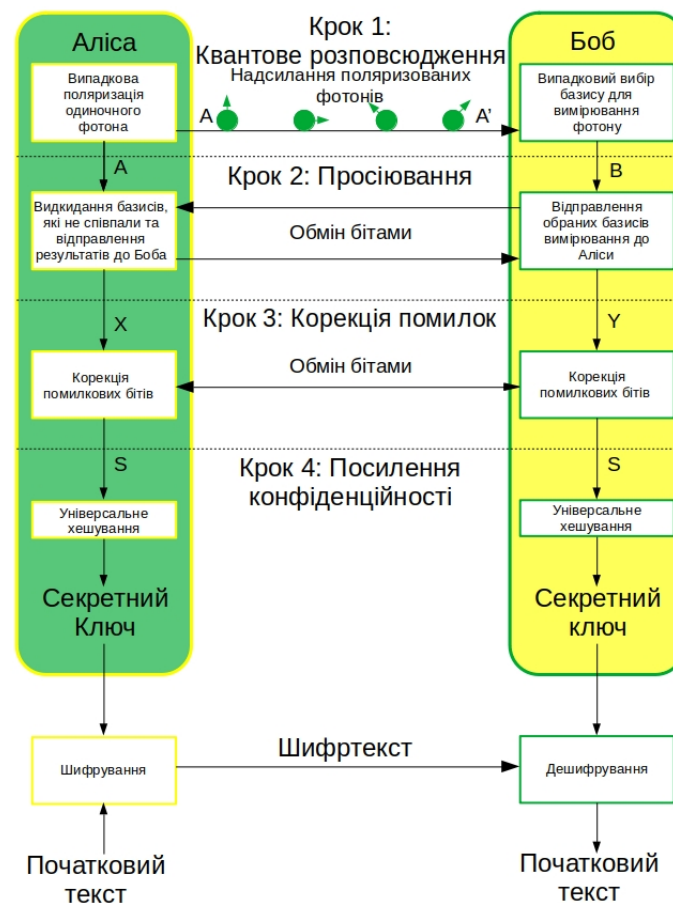 Аліса
Крок 1:
Квантове розповсюдження
Боб
Випадкова
поляризація
одиночного
фотона
Надсилання поляризованих
фотонів
A
A’
Випадковий вибір
базису для
вимірювання
фотону
A
B
Крок 2: Просіювання
Видкидання базисів,
які не співпали та
відправлення
результатів до Боба
Обмін бітами
Відправлення
обраних базисів
вимірювання до
Аліси
X
Y
Крок 3: Корекція помилок
Корекція
помилкових бітів
Обмін бітами
Корекція
помилкових бітів
S
S
Крок 4: Посилення
конфіденційності
Універсальне
хешування
Універсальне
хешування
Секретний
Ключ
Секретний
ключ
Шифрування
Шифртекст
Дешифрування
Початковий
текст
Початковий
текст